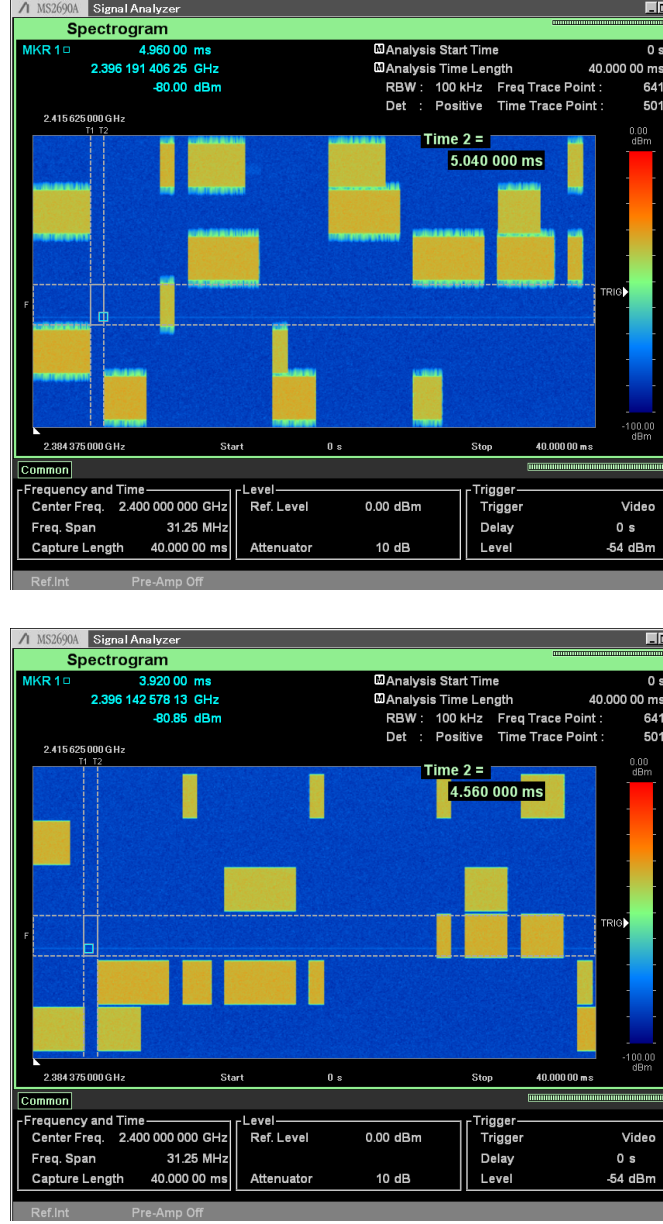 MS2690A Signal Analyzer
Spectrogram
MKR 1 4.960 00 ms M Analysis Start Time 0 s
2.396 191 406 25 GHz M Analysis Time Length 40.000 00 ms
-80.00 dBm RBW : 100 kHz Freq Trace Point : 641
Det : Positive Time Trace Point : 501
2.415 625 000 GHz
T1 T2
Time 2 =
5.040 000 ms
0.00
dBm
F
TRIG
-100.00
dBm
2.384 375 000 GHz Start 0 s Stop 40.000 00 ms
Common
Frequency and Time Level Trigger
Center Freq. 2.400 000 000 GHz Ref. Level 0.00 dBm Trigger Video
Freq. Span 31.25 MHz Delay 0 s
Capture Length 40.000 00 ms Attenuator 10 dB Level -54 dBm
Ref.Int Pre-Amp Off
MS2690A Signal Analyzer
Spectrogram
MKR 1 3.920 00 ms M Analysis Start Time 0 s
2.396 142 578 13 GHz M Analysis Time Length 40.000 00 ms
-80.85 dBm RBW : 100 kHz Freq Trace Point : 641
Det : Positive Time Trace Point : 501
2.415 625 000 GHz
T1 T2
Time 2 =
4.560 000 ms
0.00
dBm
F
TRIG
-100.00
dBm
2.384 375 000 GHz Start 0 s Stop 40.000 00 ms
Common
Frequency and Time Level Trigger
Center Freq. 2.400 000 000 GHz Ref. Level 0.00 dBm Trigger Video
Freq. Span 31.25 MHz Delay 0 s
Capture Length 40.000 00 ms Attenuator 10 dB Level -54 dBm
Ref.Int Pre-Amp Off